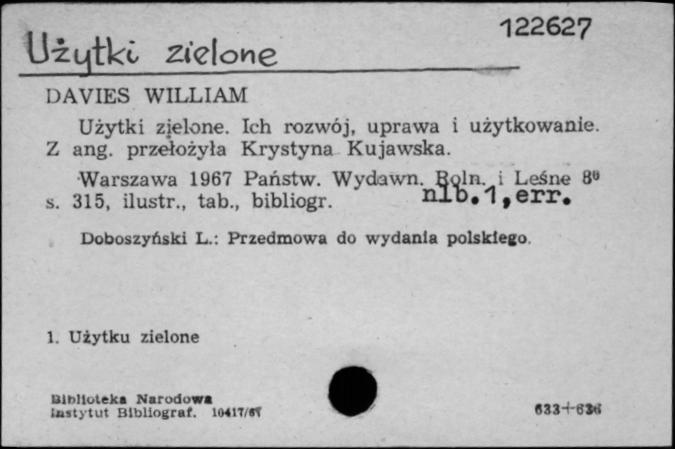 122627
Użytki zielone
DAVIES WILLIAM
Użytki zielone. Ich rozwój, uprawa i użytkowanie.
Z ang. przełożyła Krystyna Kujawska.
Warszawa 1967 Państw. Wydawn. Roln. i Leśne 8⁰
s. 315, ilustr., tab., bibliogr. nlb.1, err.
Doboszyński L.: Przedmowa do wydania polskiego.
1. Użytku zielone
Biblioteka Narodowa
Instytut Bibliograf. 10417/67
633+636